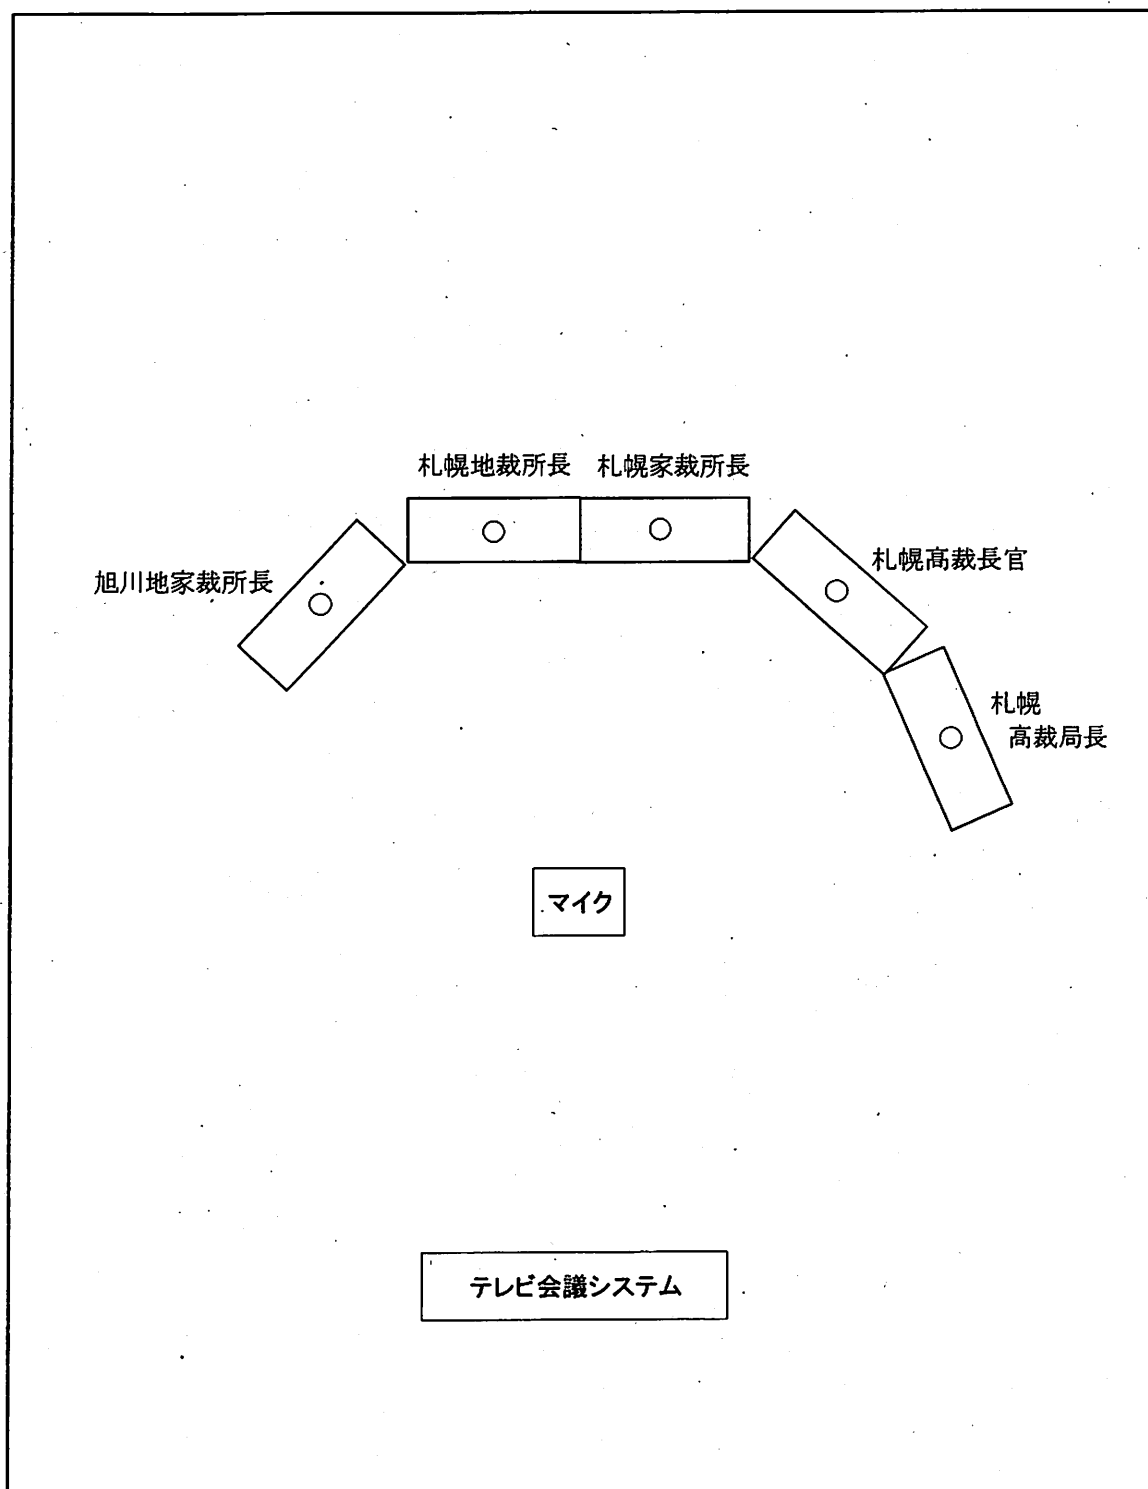 札幌地裁所長
札幌家裁所長
旭川地家裁所長
札幌高裁長官
札幌
高裁局長
マイク
テレビ会議システム